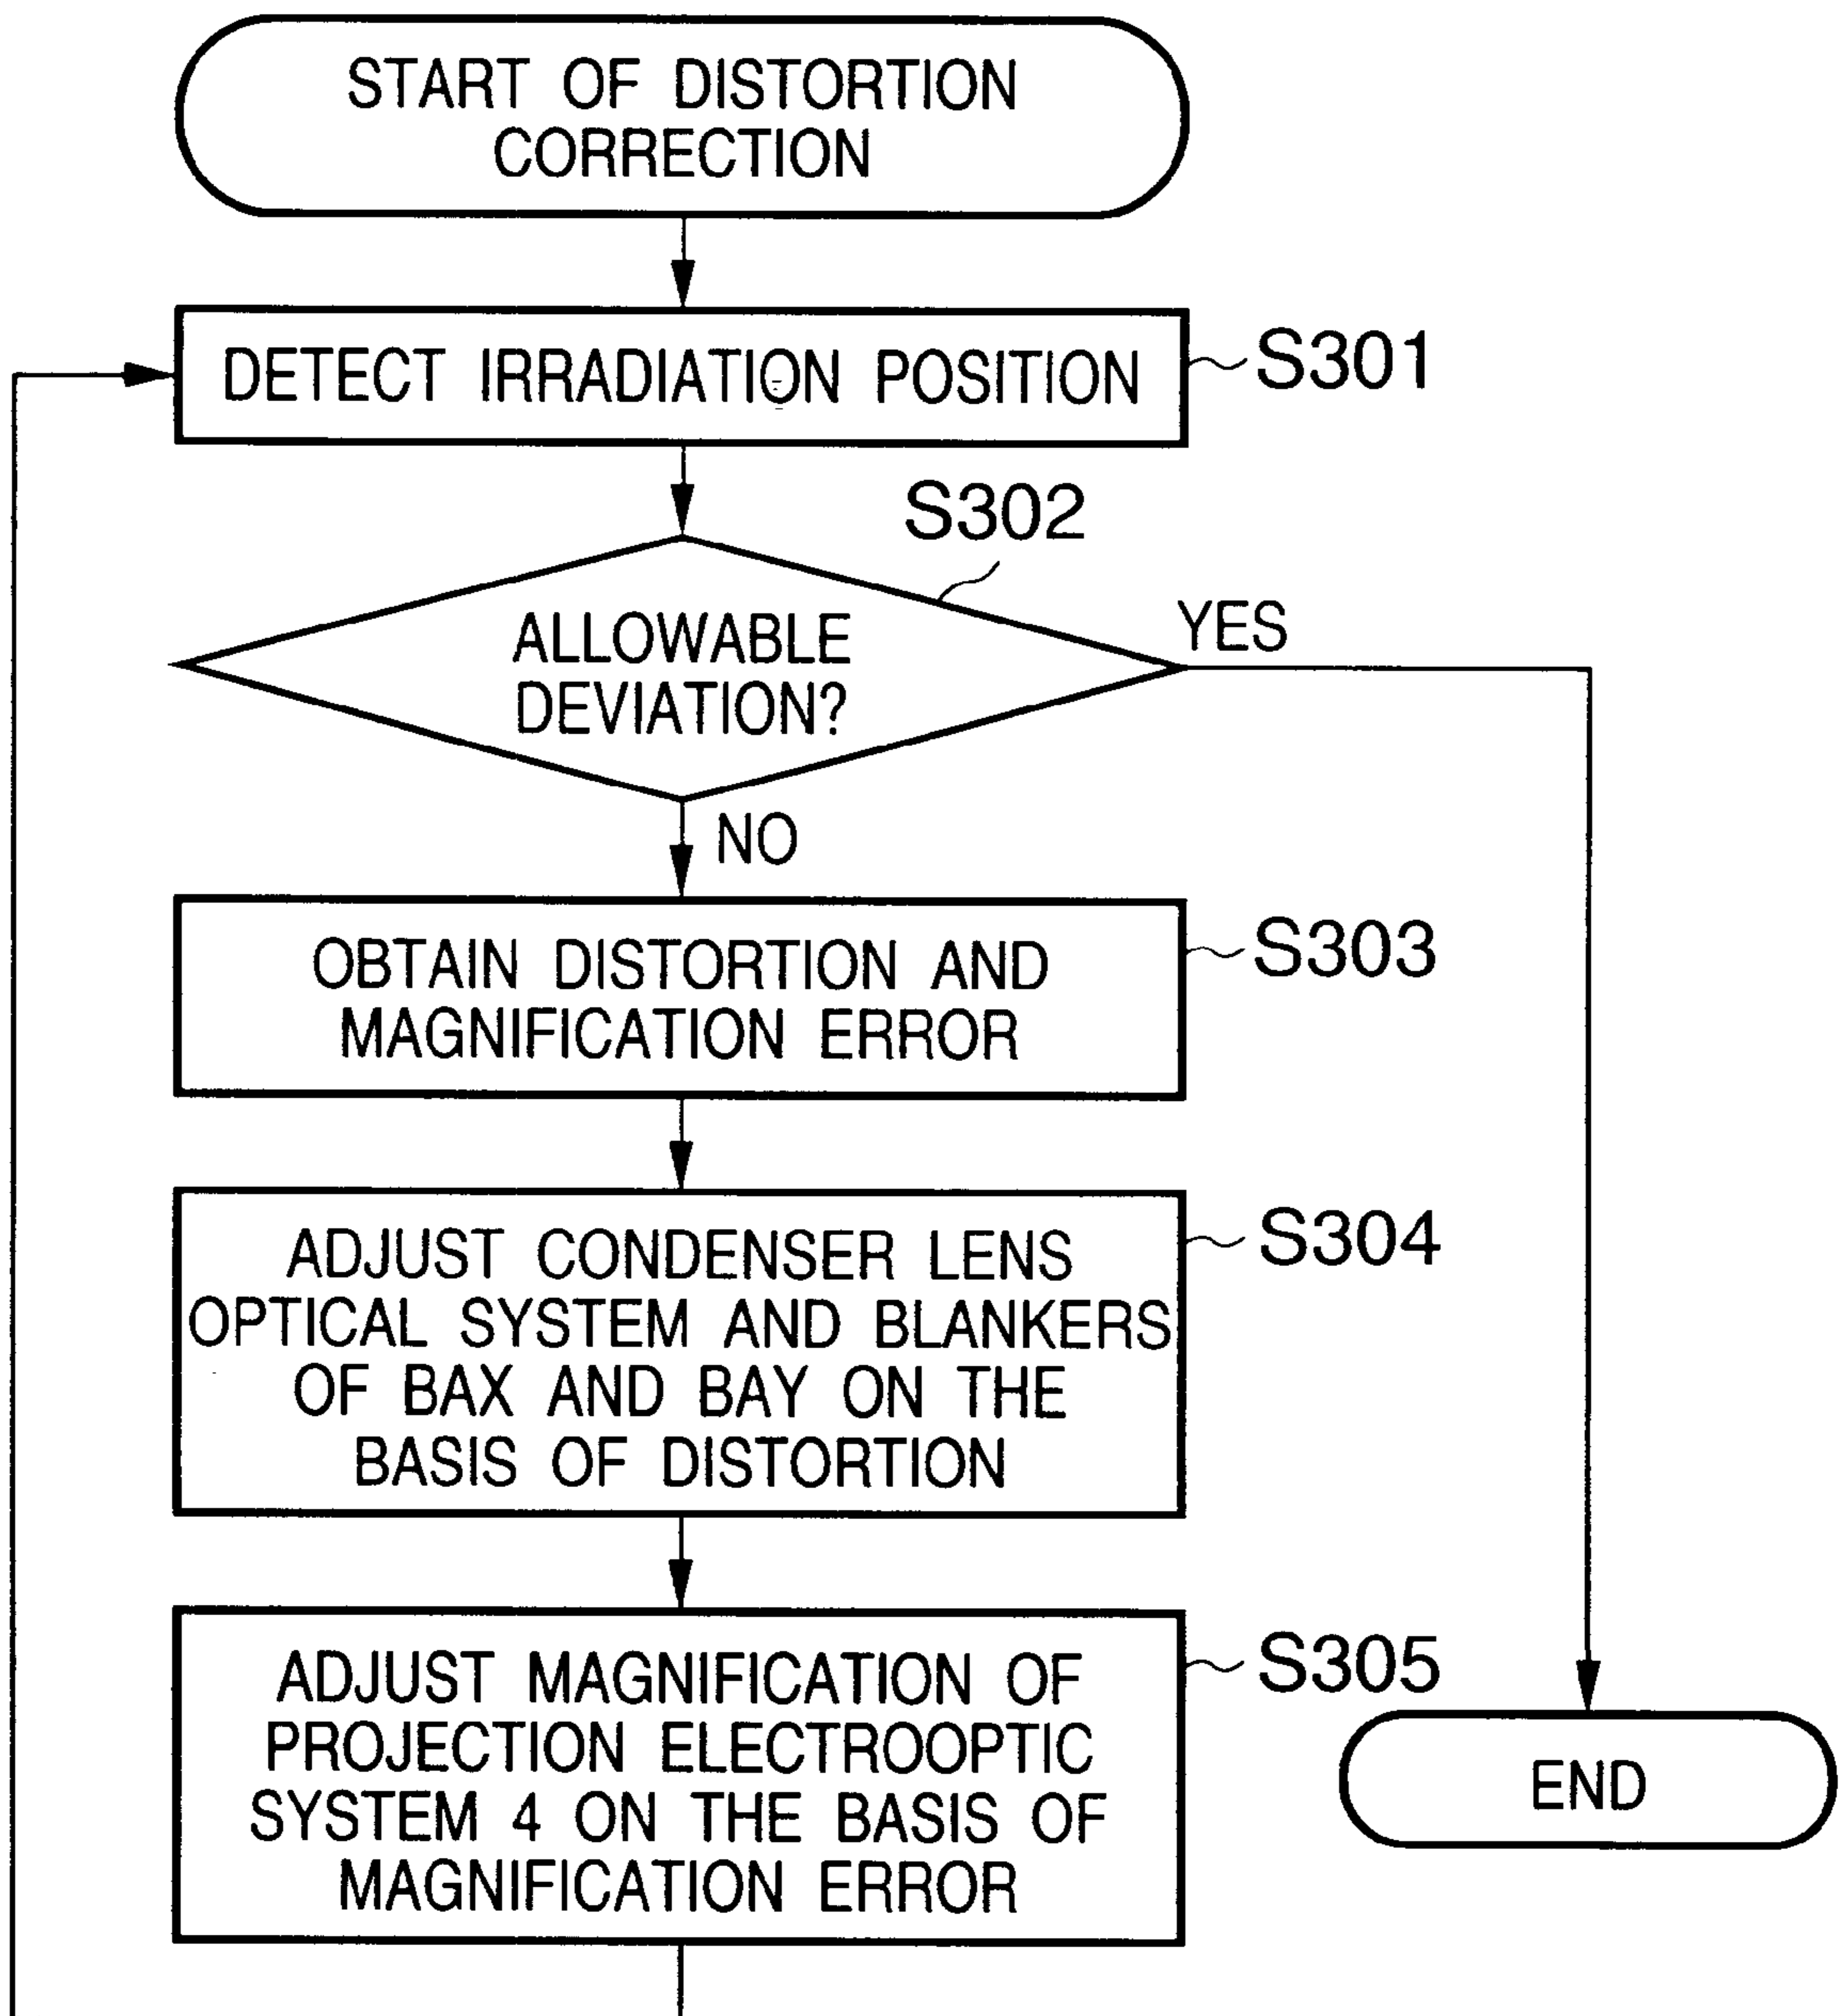 START OF DISTORTION
CORRECTION
DETECT IRRADIATION POSITION
S301
S302
ALLOWABLE
DEVIATION?
YES
NO
OBTAIN DISTORTION AND
MAGNIFICATION ERROR
S303
ADJUST CONDENSER LENS
OPTICAL SYSTEM AND BLANKERS
OF BAX AND BAY ON THE
BASIS OF DISTORTION
S304
ADJUST MAGNIFICATION OF
PROJECTION ELECTROOPTIC
SYSTEM 4 ON THE BASIS OF
MAGNIFICATION ERROR
S305
END